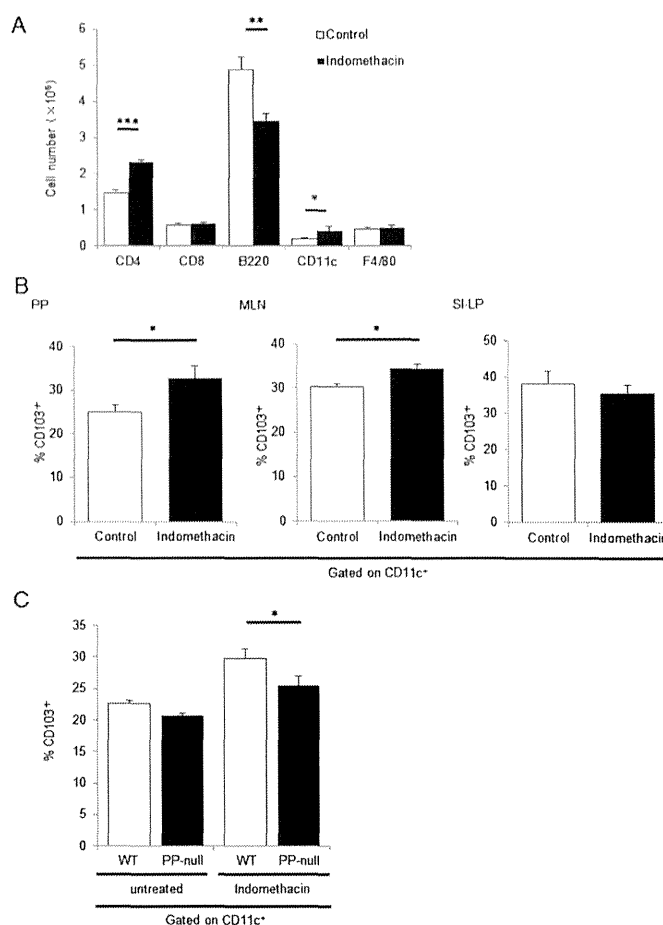 A
Cell number (×10⁶)
6
5
4
3
2
1
0
***
**
*
Control
Indomethacin
CD4 CD8 B220 CD11c F4/80
B
PP MLN SI-LP
% CD103+
40
30
20
10
0
*
Control Indomethacin
% CD103+
40
30
20
10
0
*
Control Indomethacin
% CD103+
50
40
30
20
10
0
Control Indomethacin
Gated on CD11c+
C
% CD103+
35
30
25
20
15
10
5
0
*
WT PP-null WT PP-null
untreated Indomethacin
Gated on CD11c+